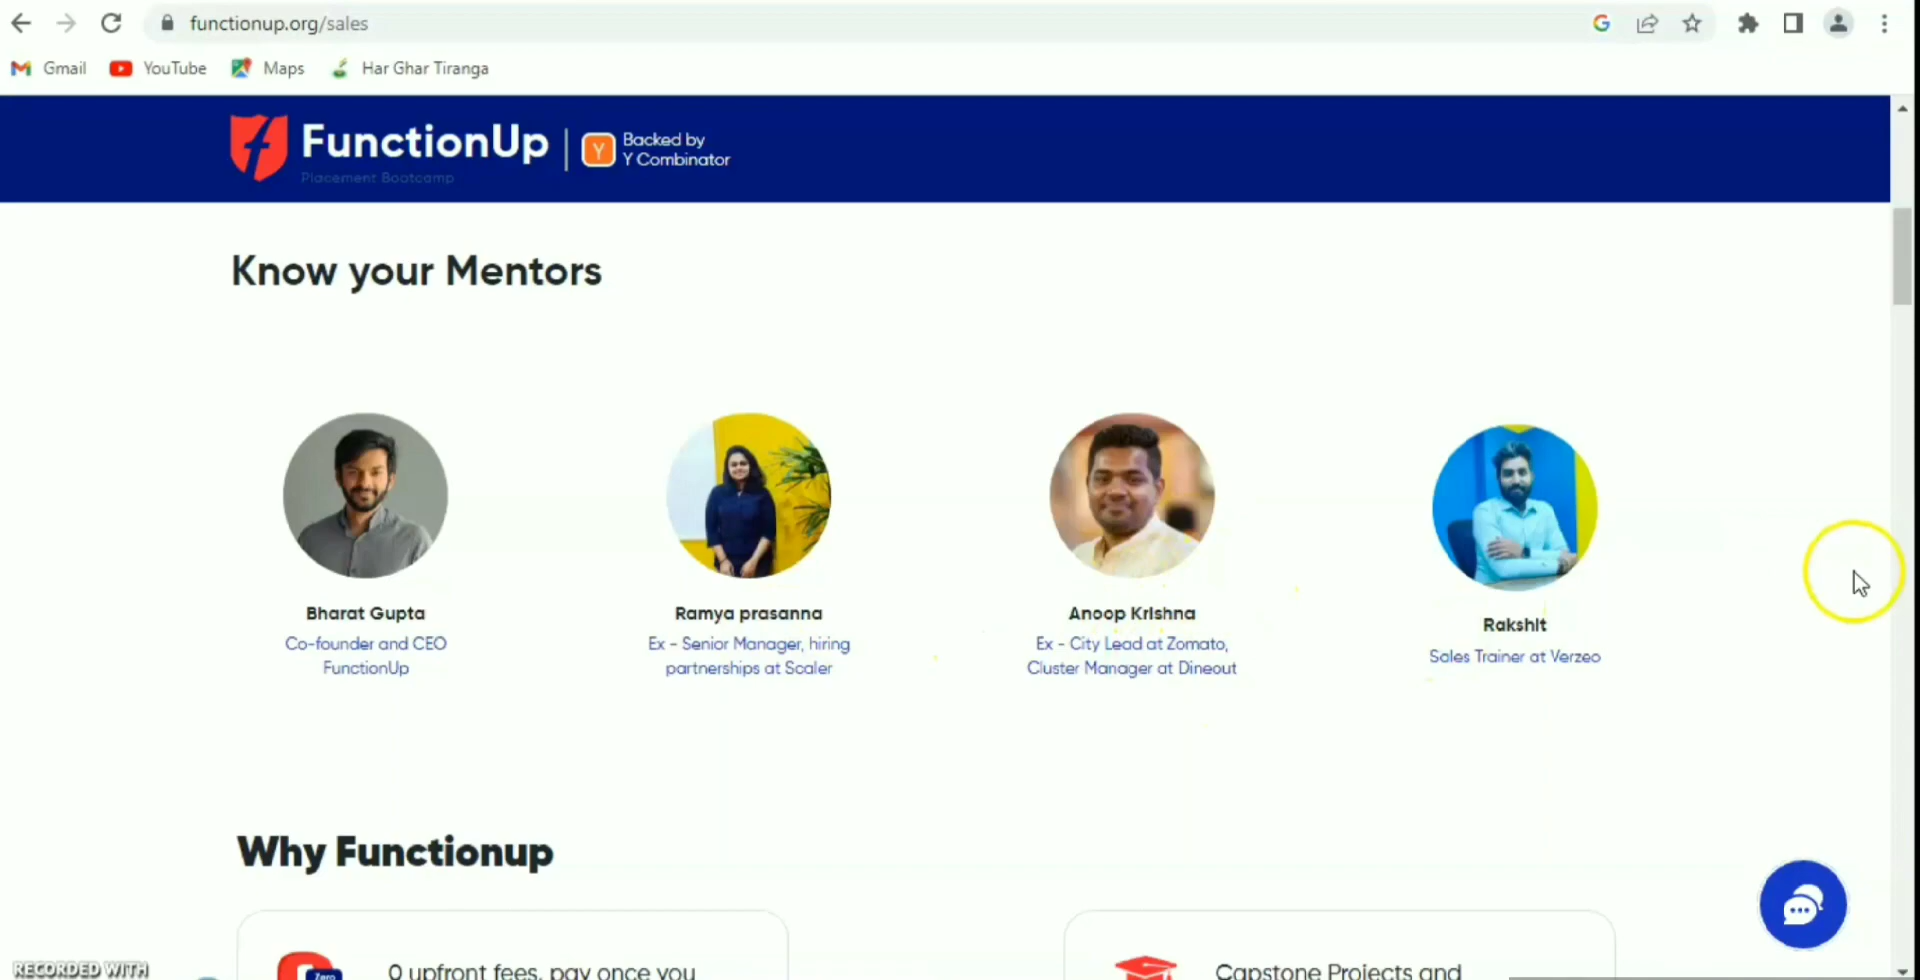 functionup.org/sales
Gmail
YouTube
Maps
Har Ghar Tiranga
FunctionUp
Placement Bootcamp
Y
Backed by
Y Combinator
Know your Mentors
Bharat Gupta
Co-founder and CEO
FunctionUp
Ramya prasanna
Ex - Senior Manager, hiring
partnerships at Scaler
Anoop Krishna
Ex - City Lead at Zomato,
Cluster Manager at Dineout
Rakshit
Sales Trainer at Verzeo
Why Functionup
Zero
0 upfront fees, pay once you
Capstone Projects and
RECORDED WITH